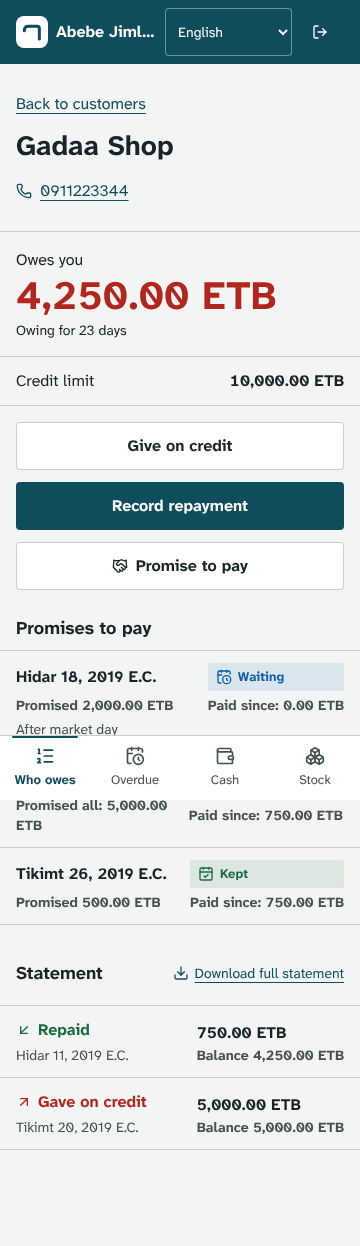 Abebe Jiml...
English
Back to customers
Gadaa Shop
0911223344
Owes you
4,250.00 ETB
Owing for 23 days
Credit limit
10,000.00 ETB
Give on credit
Record repayment
Promise to pay
Promises to pay
Hidar 18, 2019 E.C.
Waiting
Promised 2,000.00 ETB
Paid since: 0.00 ETB
After market day
Who owes
Overdue
Cash
Stock
Promised all: 5,000.00
ETB
Paid since: 750.00 ETB
Tikimt 26, 2019 E.C.
Kept
Promised 500.00 ETB
Paid since: 750.00 ETB
Statement
Download full statement
Repaid
750.00 ETB
Hidar 11, 2019 E.C.
Balance 4,250.00 ETB
Gave on credit
5,000.00 ETB
Tikimt 20, 2019 E.C.
Balance 5,000.00 ETB